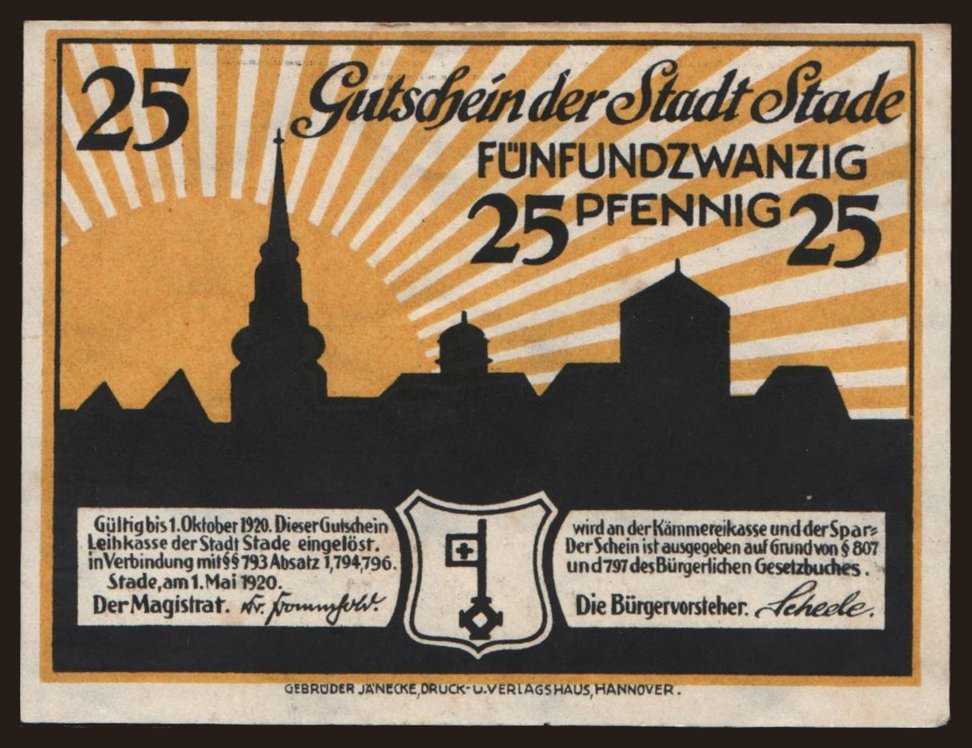 25
Gutschein der Stadt Stade
FÜNFUNDZWANZIG
25 PFENNIG 25
Gültig bis 1. Oktober 1920. Dieser Gutschein wird an der Kämmereikasse und der Spar=
Leihkasse der Stadt Stade eingelöst. Der Schein ist ausgegeben auf Grund von § 807
in Verbindung mit §§ 793 Absatz 1,794,796. und 797 des Bürgerlichen Gesetzbuches.
Stade, am 1. Mai 1920.
Der Magistrat. Die Bürgervorsteher. Scheele.
GEBRÜDER JÄNECKE, DRUCK- U. VERLAGSHAUS, HANNOVER.